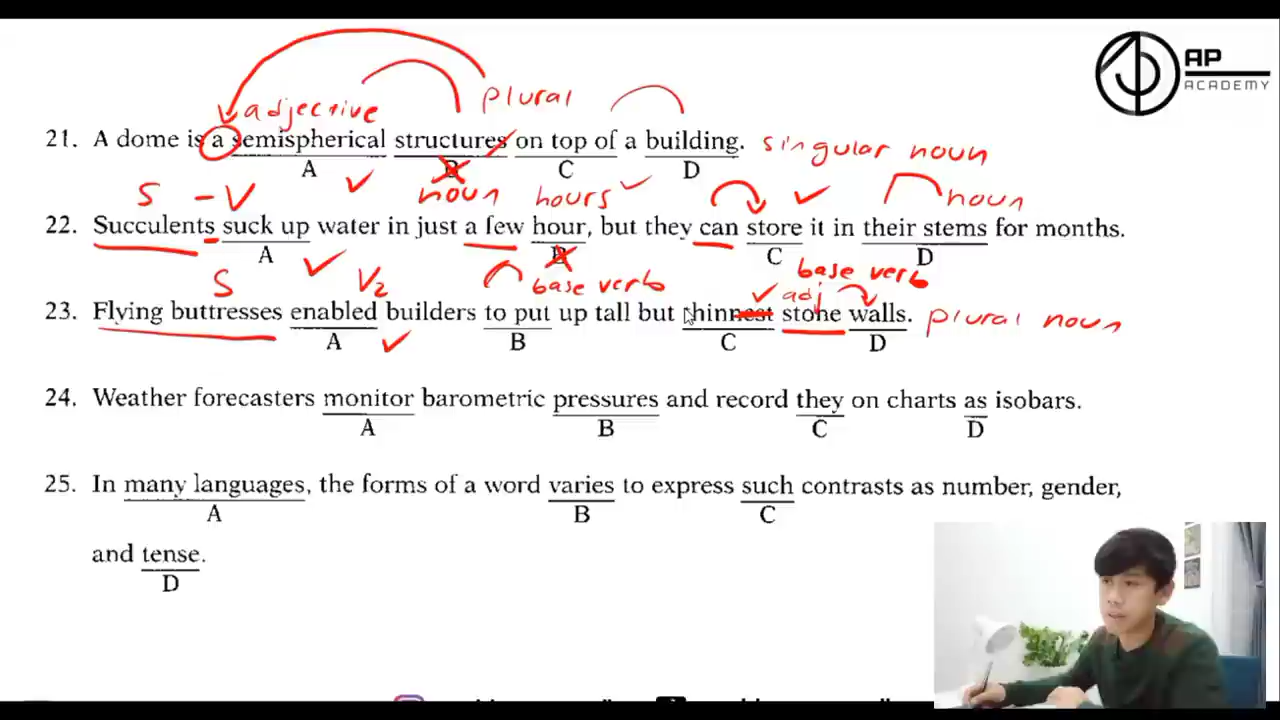 AP
ACADEMY
adjective plural
21. A dome is a semispherical structures on top of a building. singular noun
A B C D
S - V noun hours noun
22. Succulents suck up water in just a few hour, but they can store it in their stems for months.
A B C D
S V2 base verb adj base verb
23. Flying buttresses enabled builders to put up tall but thinnest stone walls. plural noun
A B C D
24. Weather forecasters monitor barometric pressures and record they on charts as isobars.
A B C D
25. In many languages, the forms of a word varies to express such contrasts as number, gender,
A B C
and tense.
D